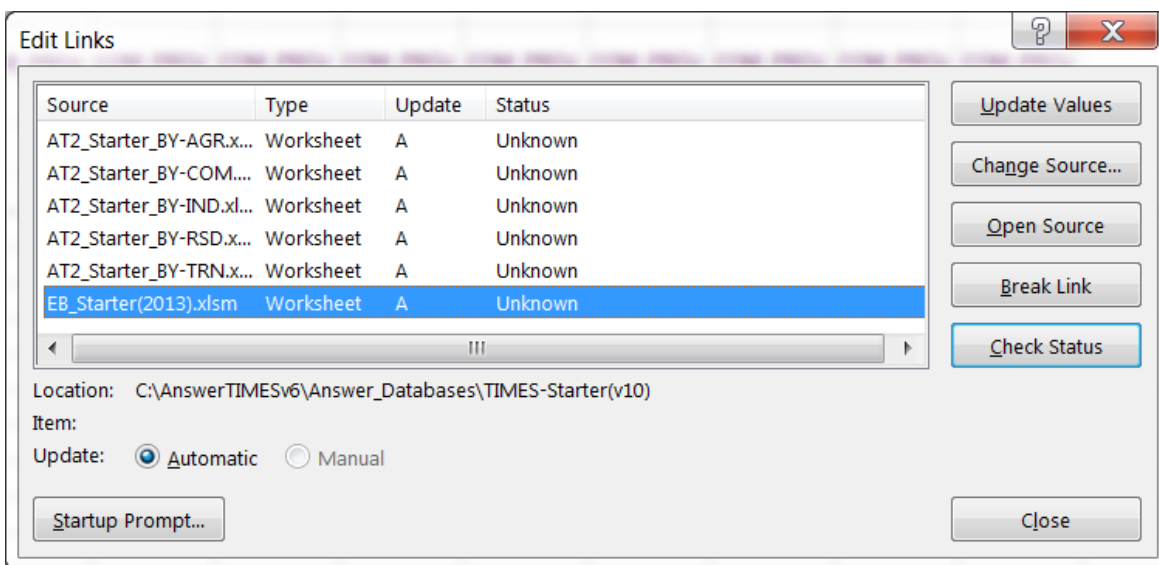 Edit Links
Source Type Update Status
AT2_Starter_BY-AGR.x... Worksheet A Unknown
AT2_Starter_BY-COM.... Worksheet A Unknown
AT2_Starter_BY-IND.xl... Worksheet A Unknown
AT2_Starter_BY-RSD.x... Worksheet A Unknown
AT2_Starter_BY-TRN.x... Worksheet A Unknown
EB_Starter(2013).xlsm Worksheet A Unknown
Update Values
Change Source...
Open Source
Break Link
Check Status
Location: C:\AnswerTIMESv6\Answer_Databases\TIMES-Starter(v10)
Item:
Update: Automatic Manual
Startup Prompt... Close